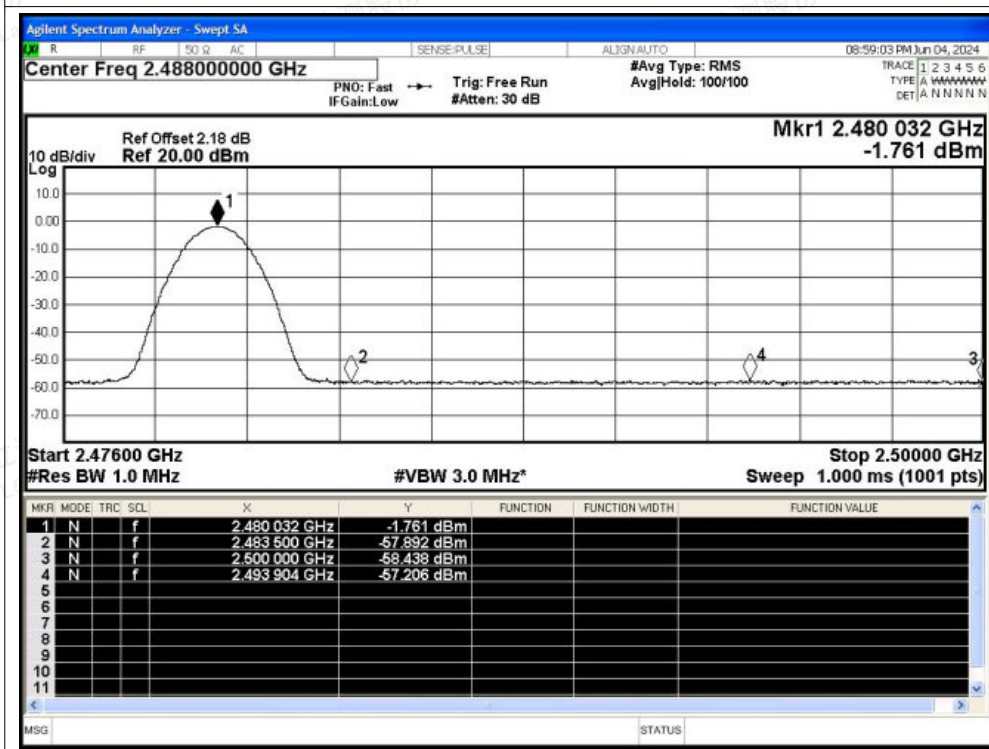 Agilent Spectrum Analyzer - Swept SA
LXI R RF 50 Ω AC SENSE:PULSE ALIGNAUTO 08:59:03 PM Jun 04, 2024
Center Freq 2.488000000 GHz
PNO: Fast
IFGain:Low
Trig: Free Run
#Atten: 30 dB
#Avg Type: RMS
Avg|Hold: 100/100
TRACE 1 2 3 4 5 6
TYPE A WWWWW
DET A N N N N N
Ref Offset 2.18 dB
10 dB/div Ref 20.00 dBm
Log
Mkr1 2.480 032 GHz
-1.761 dBm
10.0
0.00
-10.0
-20.0
-30.0
-40.0
-50.0
-60.0
-70.0
1
2
4
3
Start 2.47600 GHz Stop 2.50000 GHz
#Res BW 1.0 MHz #VBW 3.0 MHz* Sweep 1.000 ms (1001 pts)
MKR MODE TRC SCL X Y FUNCTION FUNCTION WIDTH FUNCTION VALUE
1 N f 2.480 032 GHz -1.761 dBm
2 N f 2.483 500 GHz -57.892 dBm
3 N f 2.500 000 GHz -58.438 dBm
4 N f 2.493 904 GHz -57.206 dBm
5
6
7
8
9
10
11
MSG STATUS